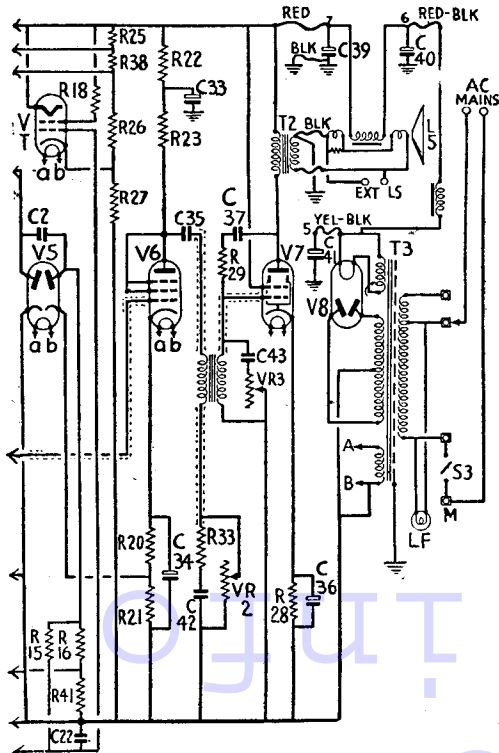 RED 7 6 RED-BLK
R25
R38
R22
BLK C39
C 40
AC MAINS
R18
C33
V T
R26
R23
T2 BLK
L S
a b
EXT LS
R27
C 37
C2
C35
5 YEL-BLK
V5
V6
R 29
V7
C 41
T3
V8
a b
a b
C43
VR3
A
B
S3
M
LF
R20
C 34
R33
VR 2
C 36
R21
C 42
R 28
R 15
R 16
R41
C22
info